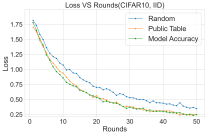 Loss VS Rounds(CIFAR10, IID)
Random
Public Table
Model Accuracy
Loss
1.75
1.50
1.25
1.00
0.75
0.50
0.25
0
10
20
30
40
50
Rounds